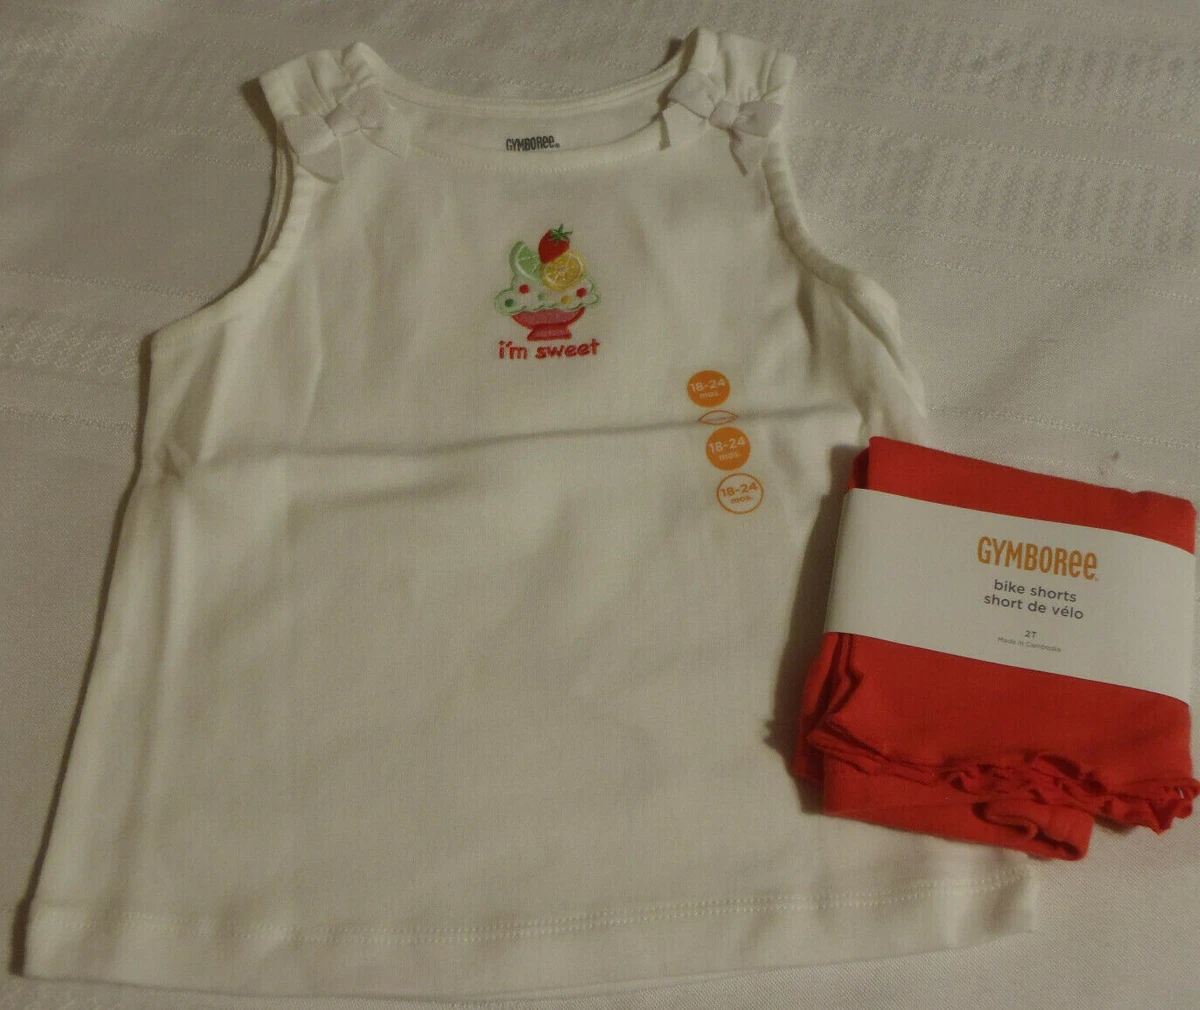 GYMBOREE
i'm sweet
18-24
mos.
18-24
mos.
18-24
mos.
GYMBOREE
bike shorts
short de vélo
2T
Made in Cambodia